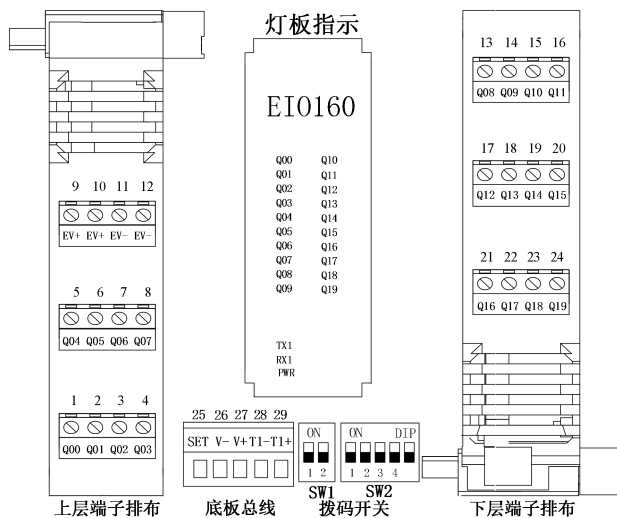 灯板指示
EIO160
Q00 Q10
Q01 Q11
Q02 Q12
Q03 Q13
Q04 Q14
Q05 Q15
Q06 Q16
Q07 Q17
Q08 Q18
Q09 Q19
TX1
RX1
PWR
9 10 11 12
EV+ EV+ EV- EV-
5 6 7 8
Q04 Q05 Q06 Q07
1 2 3 4
Q00 Q01 Q02 Q03
上层端子排布
25 26 27 28 29
SET V- V+ T1- T1+
底板总线
ON
1 2
SW1
ON DIP
1 2 3 4
SW2
拨码开关
13 14 15 16
Q08 Q09 Q10 Q11
17 18 19 20
Q12 Q13 Q14 Q15
21 22 23 24
Q16 Q17 Q18 Q19
下层端子排布